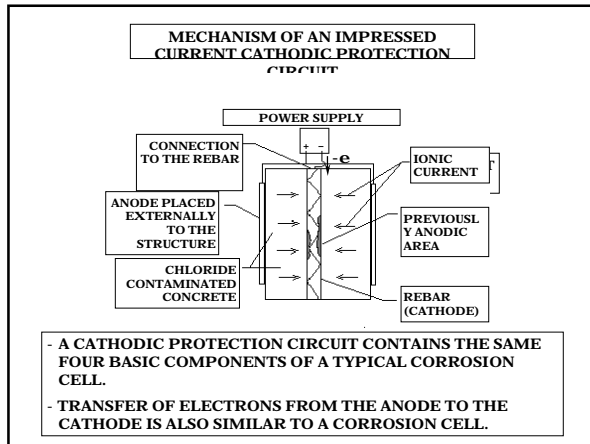 MECHANISM OF AN IMPRESSED
CURRENT CATHODIC PROTECTION
CIRCUIT
POWER SUPPLY
+ –
-e
CONNECTION
TO THE REBAR
IONIC
CURRENT
ANODE PLACED
EXTERNALLY
TO THE
STRUCTURE
PREVIOUSL
Y ANODIC
AREA
CHLORIDE
CONTAMINATED
CONCRETE
REBAR
(CATHODE)
- A CATHODIC PROTECTION CIRCUIT CONTAINS THE SAME
FOUR BASIC COMPONENTS OF A TYPICAL CORROSION
CELL.
- TRANSFER OF ELECTRONS FROM THE ANODE TO THE
CATHODE IS ALSO SIMILAR TO A CORROSION CELL.